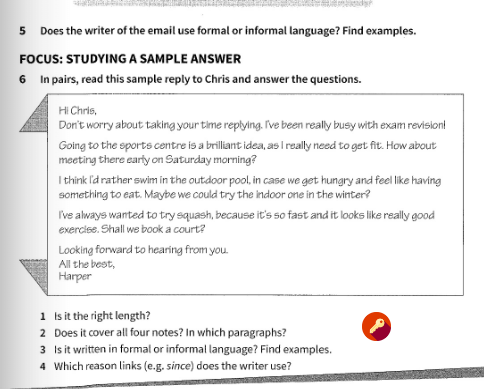 5 Does the writer of the email use formal or informal language? Find examples.
FOCUS: STUDYING A SAMPLE ANSWER
6 In pairs, read this sample reply to Chris and answer the questions.
Hi Chris,
Don't worry about taking your time replying. I've been really busy with exam revision!
Going to the sports centre is a brilliant idea, as I really need to get fit. How about
meeting there early on Saturday morning?
I think I'd rather swim in the outdoor pool, in case we get hungry and feel like having
something to eat. Maybe we could try the indoor one in the winter?
I've always wanted to try squash, because it's so fast and it looks like really good
exercise. Shall we book a court?
Looking forward to hearing from you.
All the best,
Harper
1 Is it the right length?
2 Does it cover all four notes? In which paragraphs?
3 Is it written in formal or informal language? Find examples.
4 Which reason links (e.g. since) does the writer use?